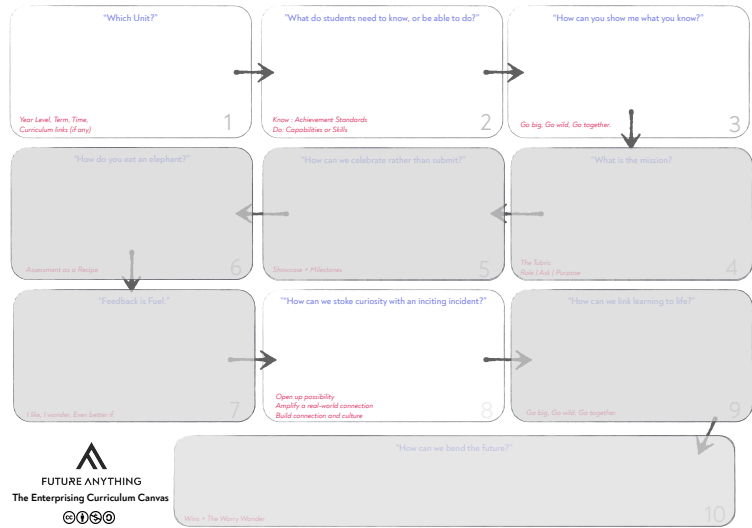 "Which Unit?"
Year Level, Term, Time,
Curriculum links (if any)
1
"What do students need to know, or be able to do?"
Know : Achievement Standards
Do: Capabilities or Skills
2
"How can you show me what you know?"
Go big, Go wild, Go together.
3
"What is the mission?
The Tubric
Role | Ask | Purpose
4
"How can we celebrate rather than submit?"
Showcase + Milestones
5
"How do you eat an elephant?"
Assessment as a Recipe
6
"Feedback is Fuel."
I like, I wonder, Even better if
7
""How can we stoke curiosity with an inciting incident?"
Open up possibility
Amplify a real-world connection
Build connection and culture
8
"How can we link learning to life?"
Go big, Go wild, Go together
9
"How can we bend the future?"
Wins + The Worry Wonder
10
FUTURE ANYTHING
The Enterprising Curriculum Canvas
cc